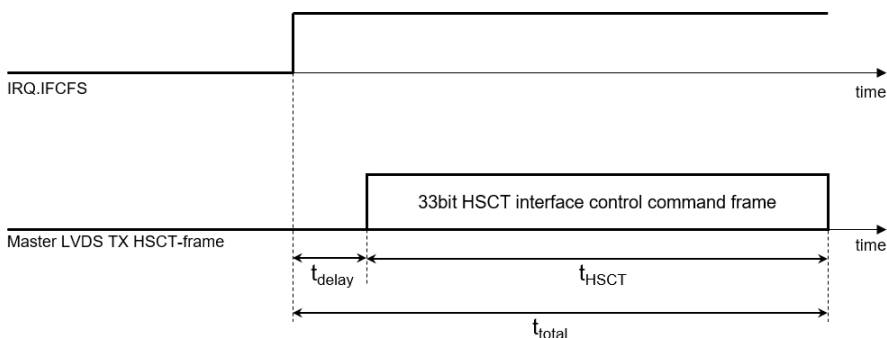 IRQ.IFCFS
time
33bit HSCT interface control command frame
Master LVDS TX HSCT-frame
time
tdelay
tHSCT
ttotal